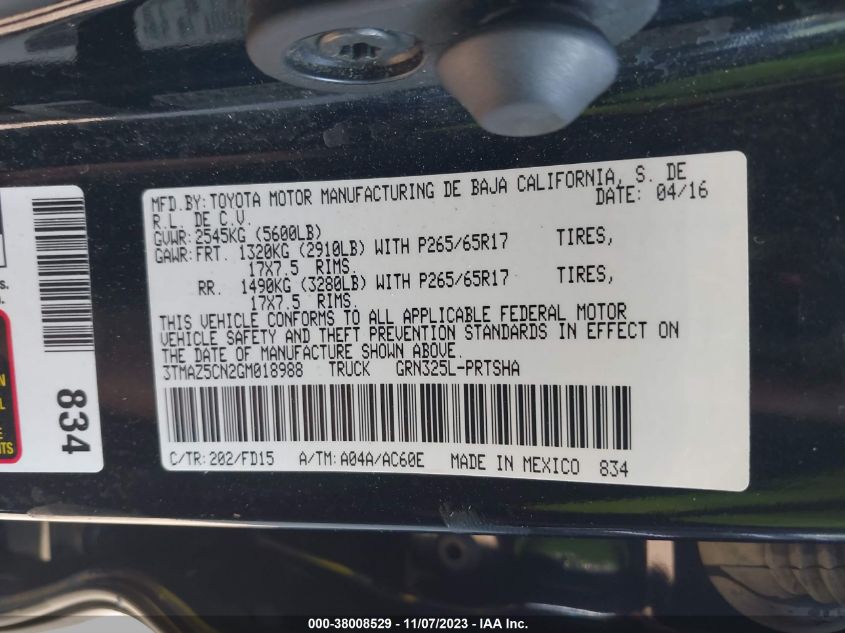 MFD.BY:TOYOTA MOTOR MANUFACTURING DE BAJA CALIFORNIA, S. DE
R.L. DE C.V. DATE: 04/16
GVWR:2545KG (5600LB)
GAWR:FRT. 1320KG (2910LB) WITH P265/65R17 TIRES,
17X7.5 RIMS.
RR. 1490KG (3280LB) WITH P265/65R17 TIRES,
17X7.5 RIMS.
THIS VEHICLE CONFORMS TO ALL APPLICABLE FEDERAL MOTOR
VEHICLE SAFETY AND THEFT PREVENTION STANDARDS IN EFFECT ON
THE DATE OF MANUFACTURE SHOWN ABOVE.
3TMAZ5CN2GM018988 TRUCK GRN325L-PRTSHA
C/TR:202/FD15 A/TM:A04A/AC60E MADE IN MEXICO 834
834
000-38008529 - 11/07/2023 - IAA Inc.